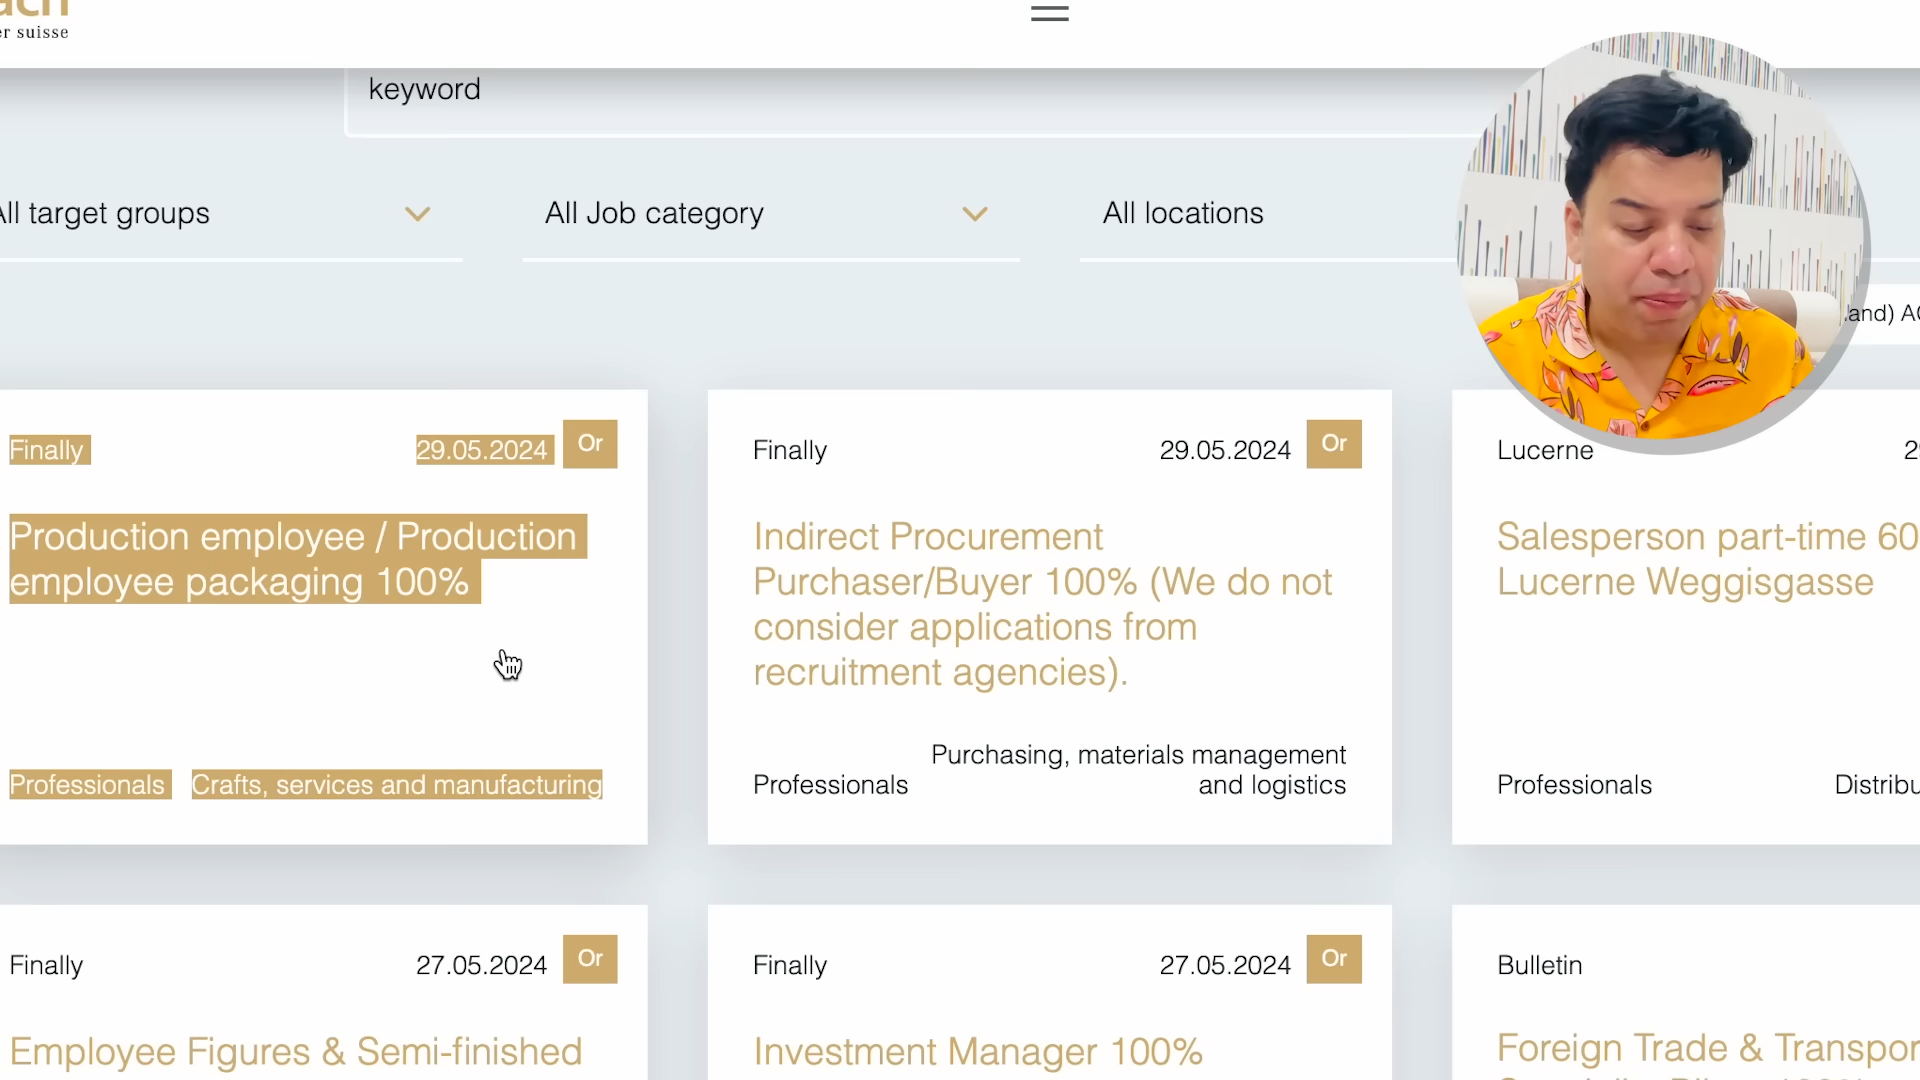 er suisse
keyword
All target groups
All Job category
All locations
and) AG
Finally
29.05.2024
Or
Production employee / Production
employee packaging 100%
Professionals
Crafts, services and manufacturing
Finally
29.05.2024
Or
Indirect Procurement
Purchaser/Buyer 100% (We do not
consider applications from
recruitment agencies).
Professionals
Purchasing, materials management
and logistics
Lucerne
Salesperson part-time 60
Lucerne Weggisgasse
Professionals
Distribu
Finally
27.05.2024
Or
Employee Figures & Semi-finished
Finally
27.05.2024
Or
Investment Manager 100%
Bulletin
Foreign Trade & Transpor